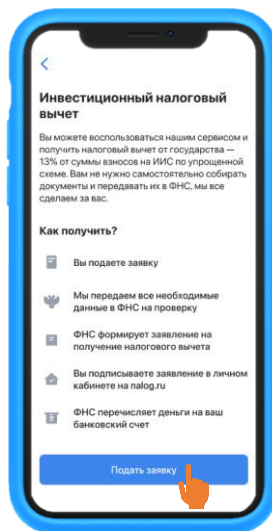 Инвестиционный налоговый
вычет
Вы можете воспользоваться нашим сервисом и
получить налоговый вычет от государства —
13% от суммы взносов на ИИС по упрощенной
схеме. Вам не нужно самостоятельно собирать
документы и передавать их в ФНС, мы все
сделаем за вас.
Как получить?
Вы подаете заявку
Мы передаем все необходимые
данные в ФНС на проверку
ФНС формирует заявление на
получение налогового вычета
Вы подписываете заявление в личном
кабинете на nalog.ru
ФНС перечисляет деньги на ваш
банковский счет
Подать заявку